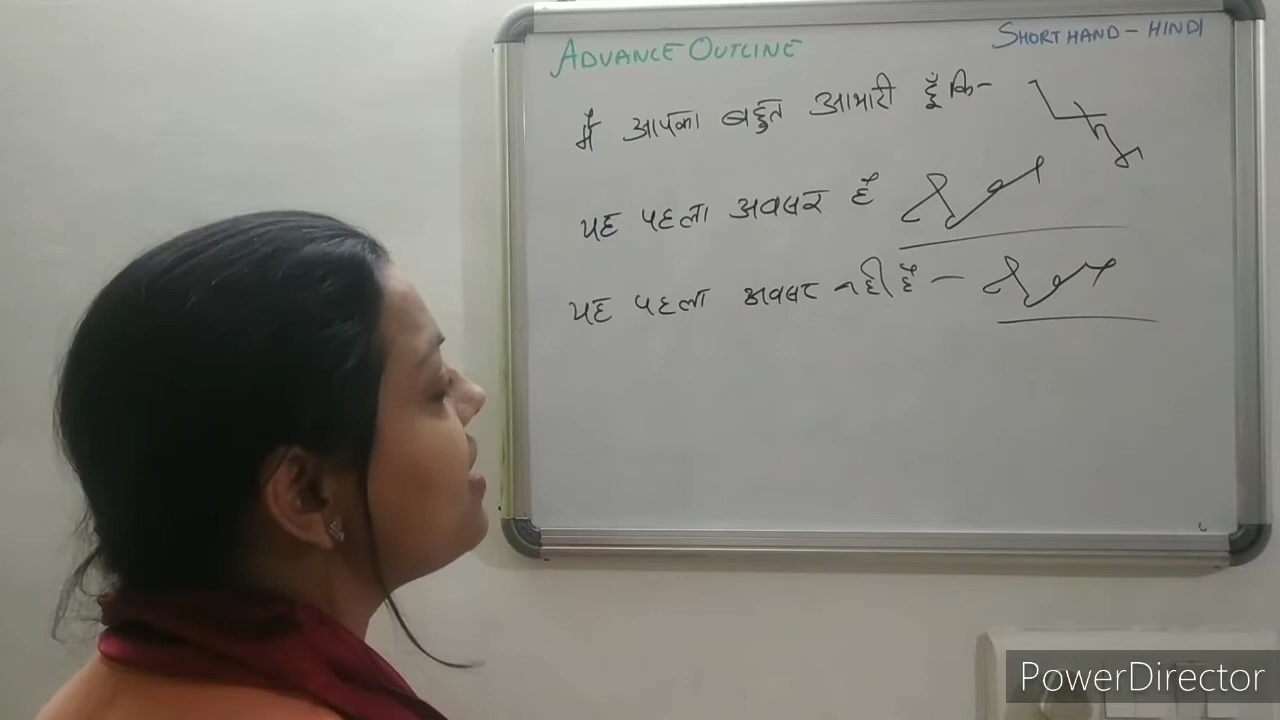 ADVANCE OUTLINE
SHORTHAND - HINDI
मैं आपका बहुत आभारी हूँ कि -
यह पहला अवसर है
यह पहला अवसर नही है -
PowerDirector